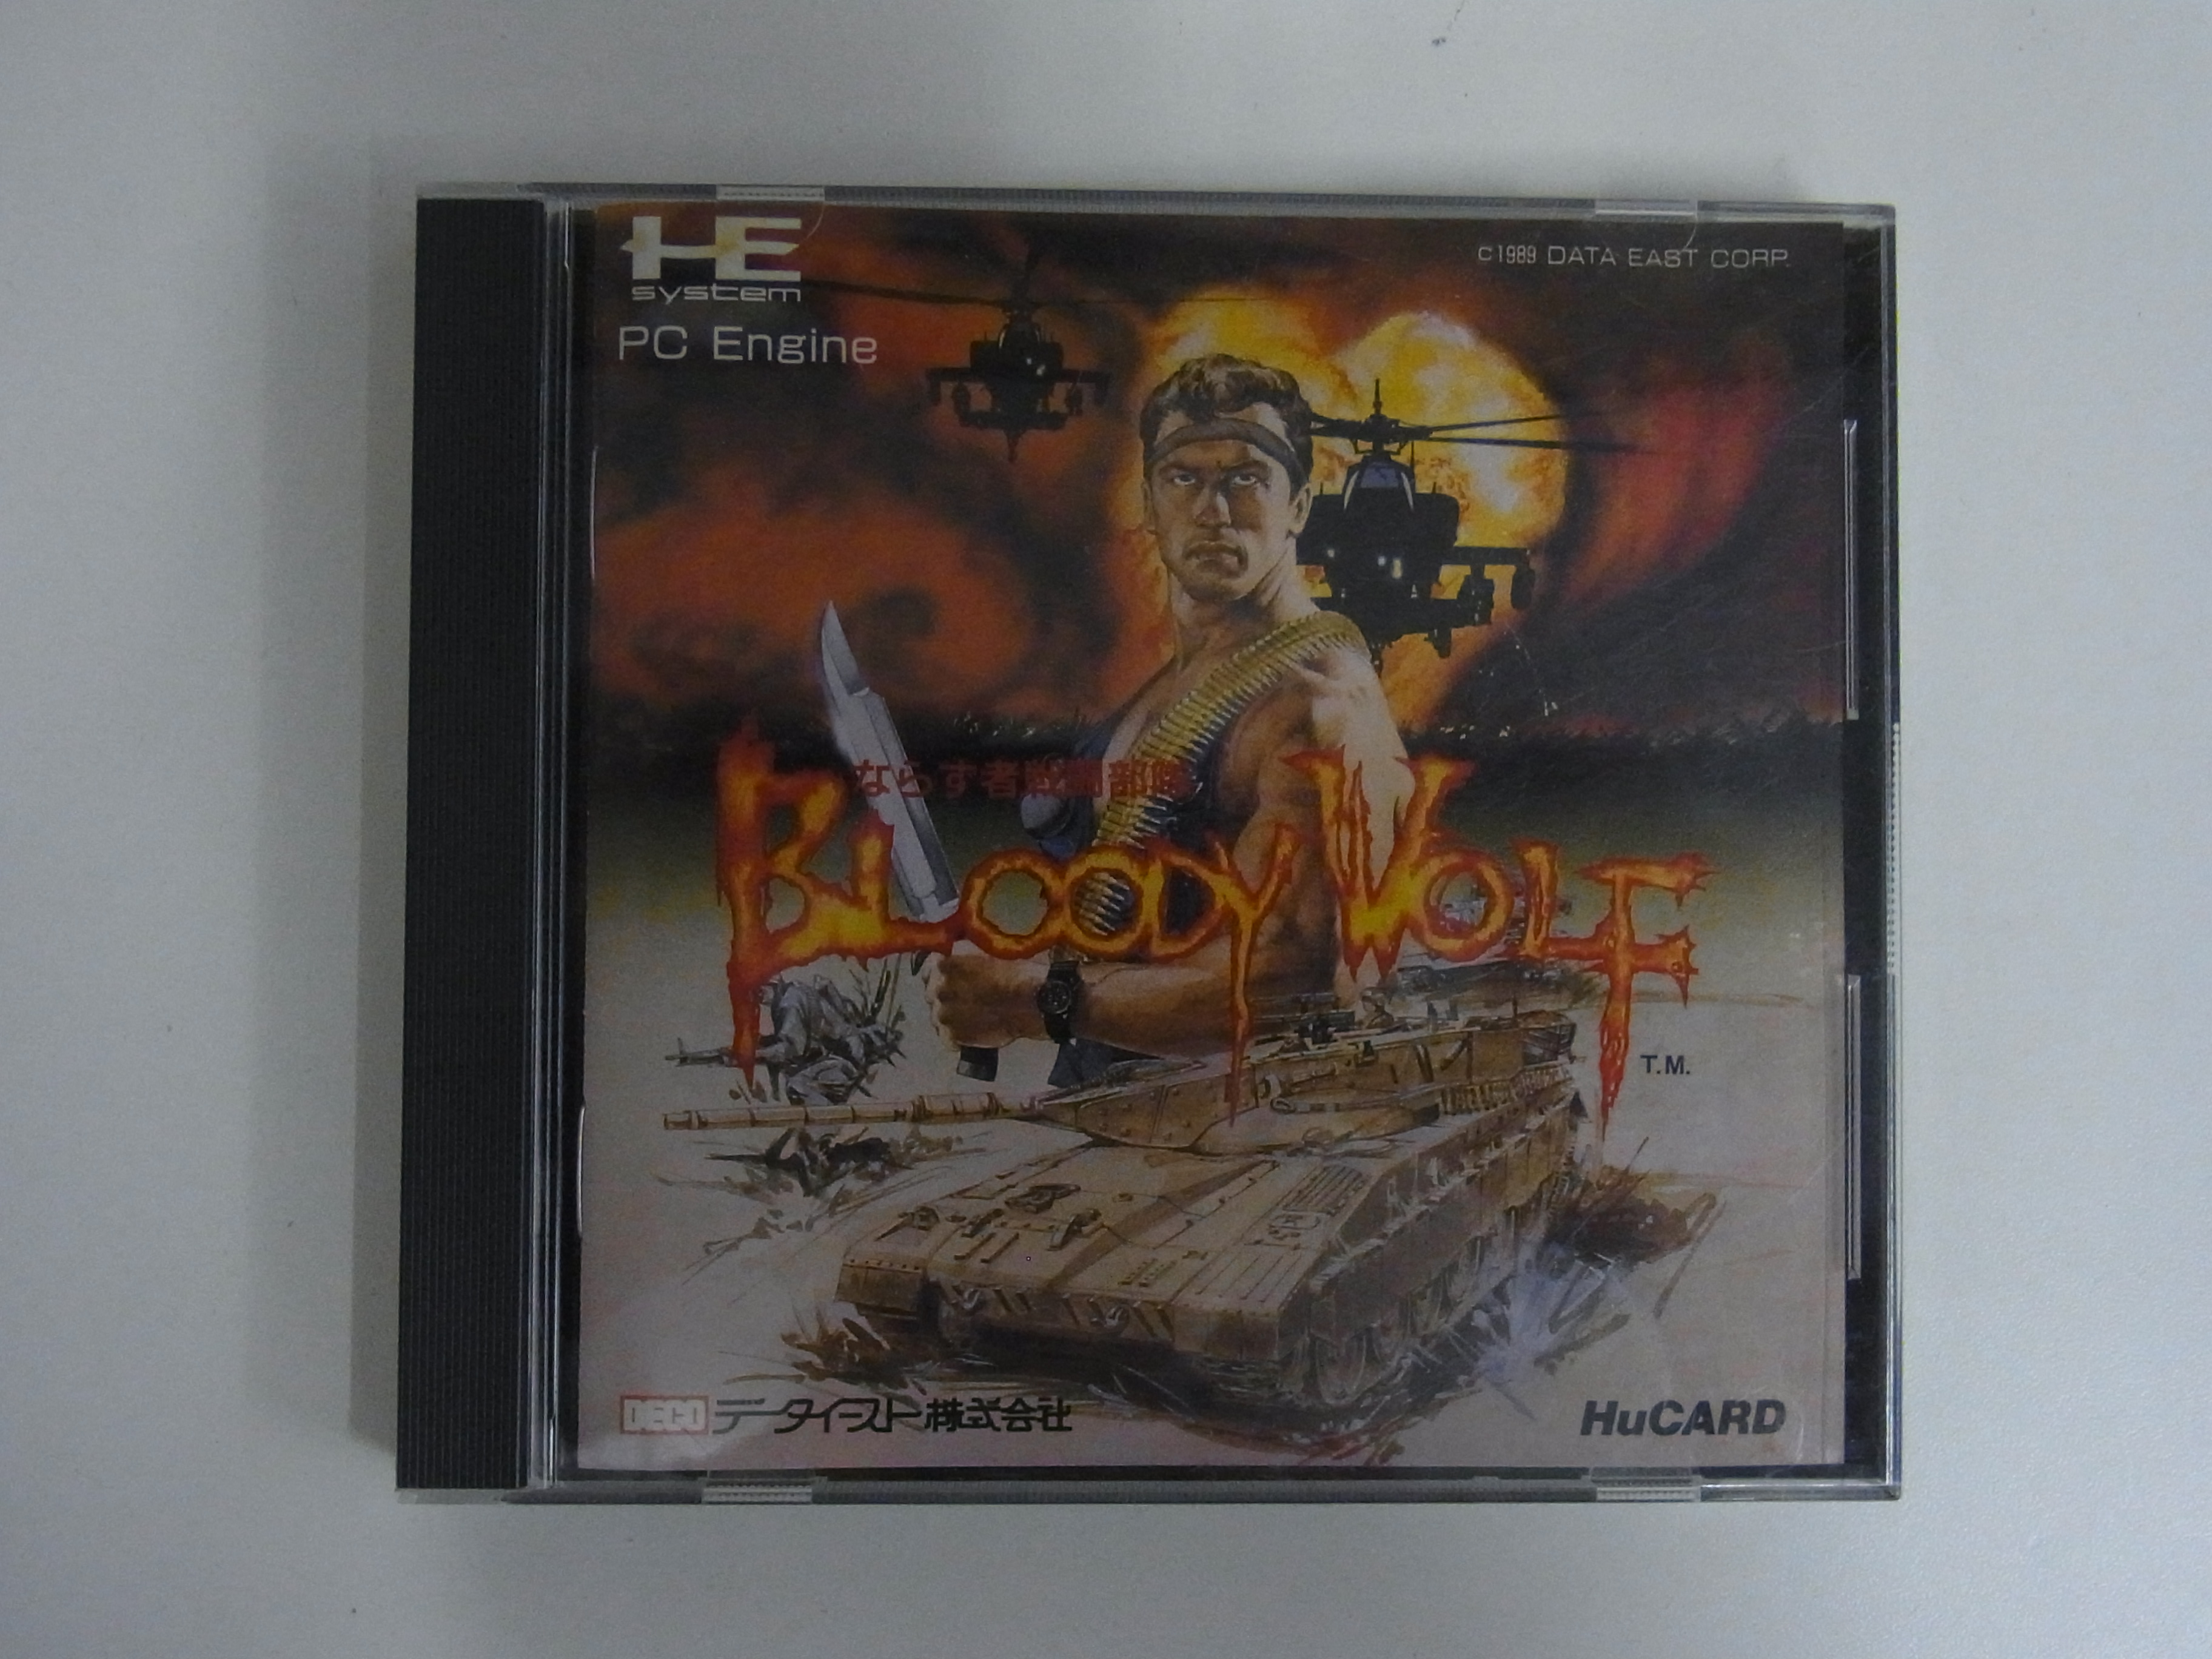 HE
system
PC Engine
c1989 DATA EAST CORP.
ならず者戦闘部隊
BLOODY WOLF
T.M.
DECO データイースト株式会社
HuCARD